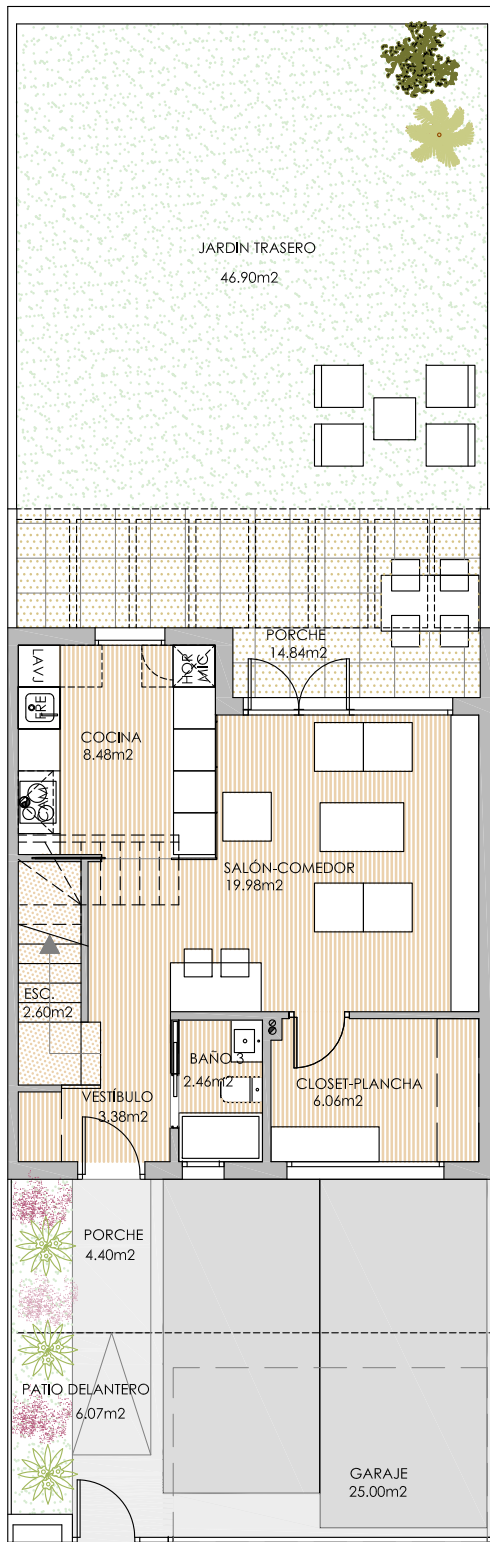 JARDIN TRASERO
46.90m2
PORCHE
14.84m2
LAVJ
HOR
MIC
FRE
COCINA
8.48m2
SALÓN-COMEDOR
19.98m2
ESC.
2.60m2
BAÑO 3
2.46m2
CLOSET-PLANCHA
6.06m2
VESTÍBULO
3.38m2
PORCHE
4.40m2
PATIO DELANTERO
6.07m2
GARAJE
25.00m2